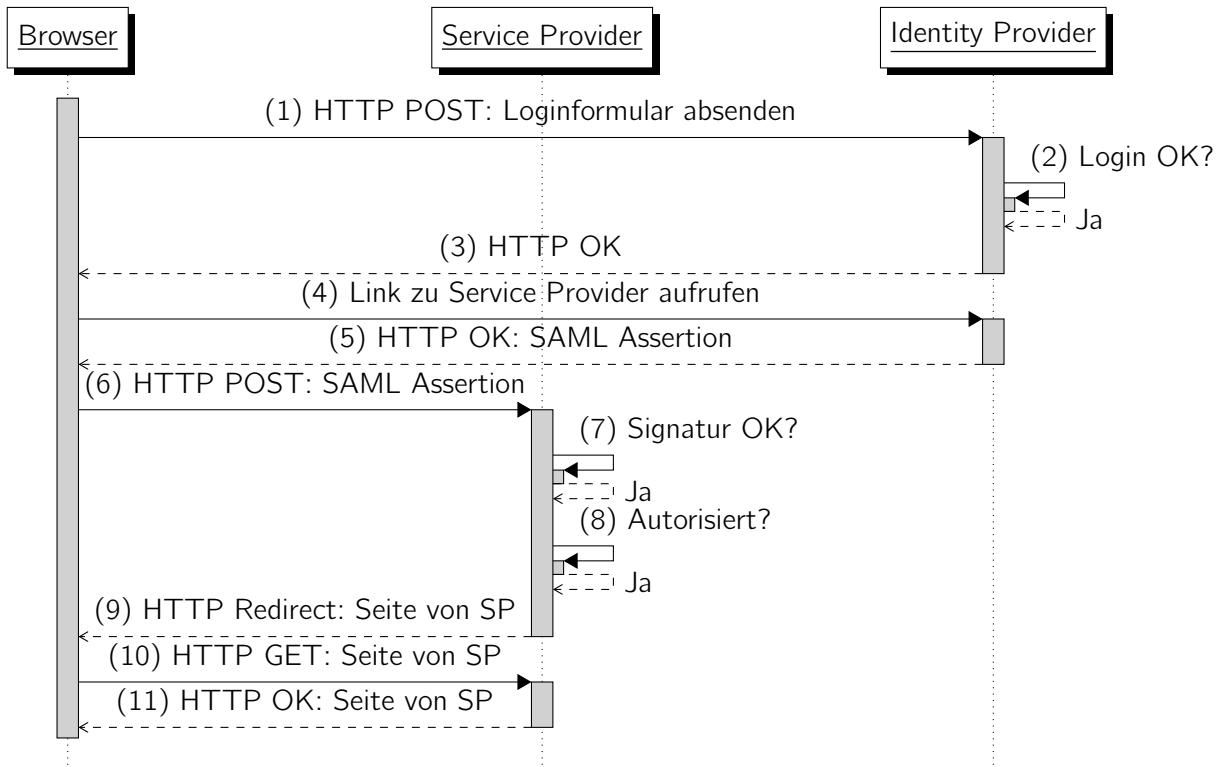 Browser
Service Provider
Identity Provider
(1) HTTP POST: Loginformular absenden
(2) Login OK?
Ja
(3) HTTP OK
(4) Link zu Service Provider aufrufen
(5) HTTP OK: SAML Assertion
(6) HTTP POST: SAML Assertion
(7) Signatur OK?
Ja
(8) Autorisiert?
Ja
(9) HTTP Redirect: Seite von SP
(10) HTTP GET: Seite von SP
(11) HTTP OK: Seite von SP